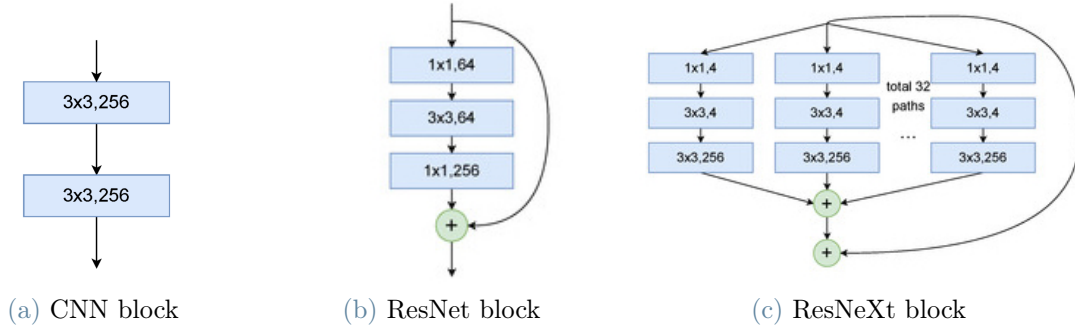 3x3,256
3x3,256
(a) CNN block
1x1,64
3x3,64
1x1,256
+
(b) ResNet block
1x1,4 1x1,4 1x1,4
total 32
paths
3x3,4 3x3,4 3x3,4
...
3x3,256 3x3,256 3x3,256
+
+
(c) ResNeXt block